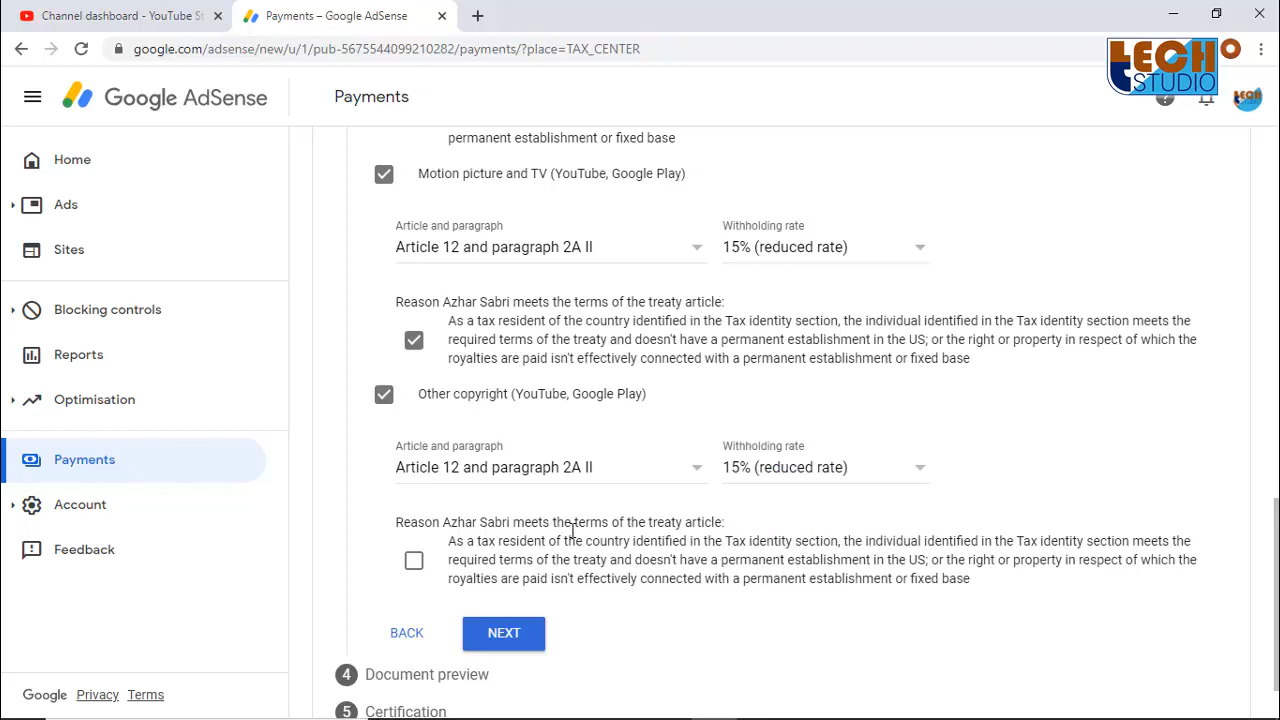 Channel dashboard - YouTube St
Payments – Google AdSense
google.com/adsense/new/u/1/pub-5675544099210282/payments/?place=TAX_CENTER
TECHO
STUDIO
Google AdSense
Payments
Home
Ads
Sites
Blocking controls
Reports
Optimisation
Payments
Account
Feedback
Google Privacy Terms
permanent establishment or fixed base
Motion picture and TV (YouTube, Google Play)
Article and paragraph Withholding rate
Article 12 and paragraph 2A II 15% (reduced rate)
Reason Azhar Sabri meets the terms of the treaty article:
As a tax resident of the country identified in the Tax identity section, the individual identified in the Tax identity section meets the
required terms of the treaty and doesn't have a permanent establishment in the US; or the right or property in respect of which the
royalties are paid isn't effectively connected with a permanent establishment or fixed base
Other copyright (YouTube, Google Play)
Article and paragraph Withholding rate
Article 12 and paragraph 2A II 15% (reduced rate)
Reason Azhar Sabri meets the terms of the treaty article:
As a tax resident of the country identified in the Tax identity section, the individual identified in the Tax identity section meets the
required terms of the treaty and doesn't have a permanent establishment in the US; or the right or property in respect of which the
royalties are paid isn't effectively connected with a permanent establishment or fixed base
BACK NEXT
4 Document preview
5 Certification